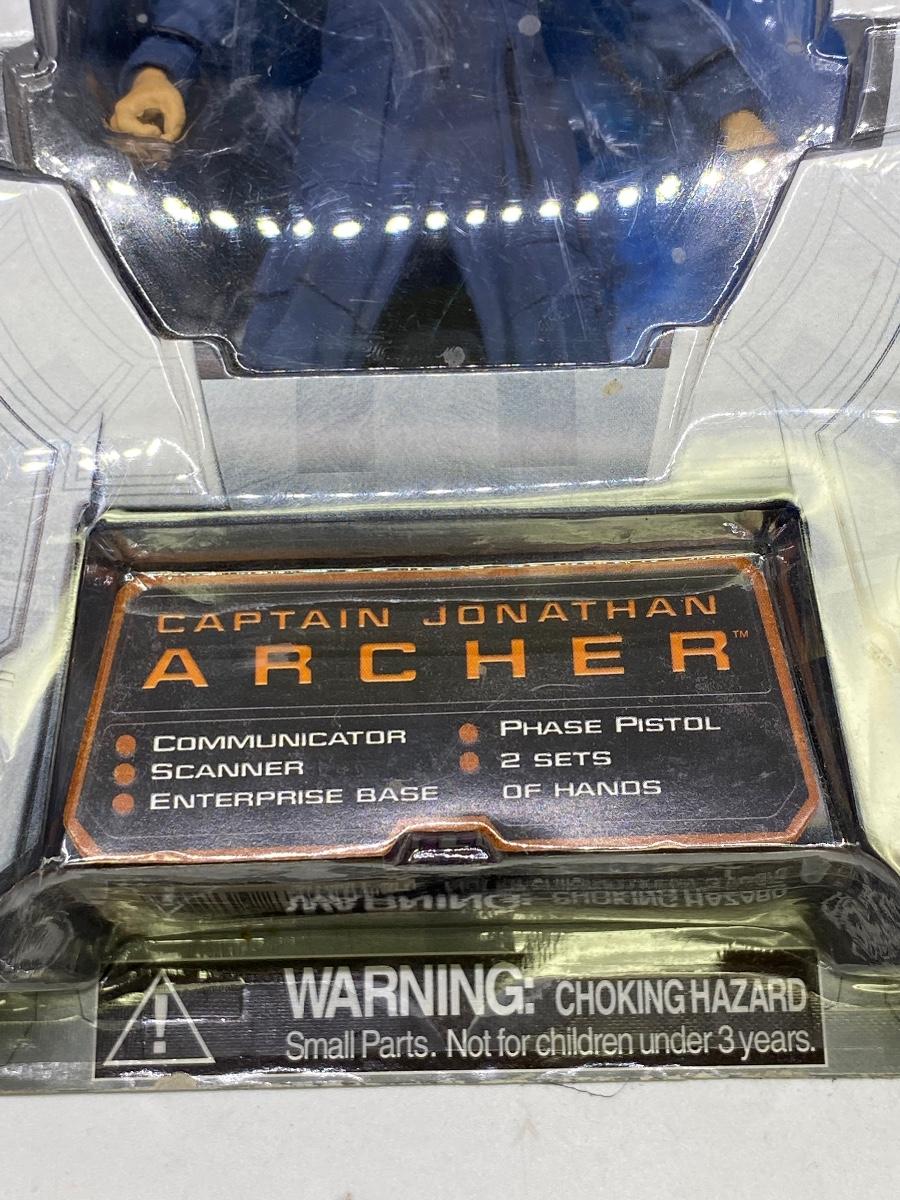 CAPTAIN JONATHAN
ARCHER™
COMMUNICATOR
SCANNER
ENTERPRISE BASE
PHASE PISTOL
2 SETS
OF HANDS
WARNING: CHOKING HAZARD
Small Parts. Not for children under 3 years.